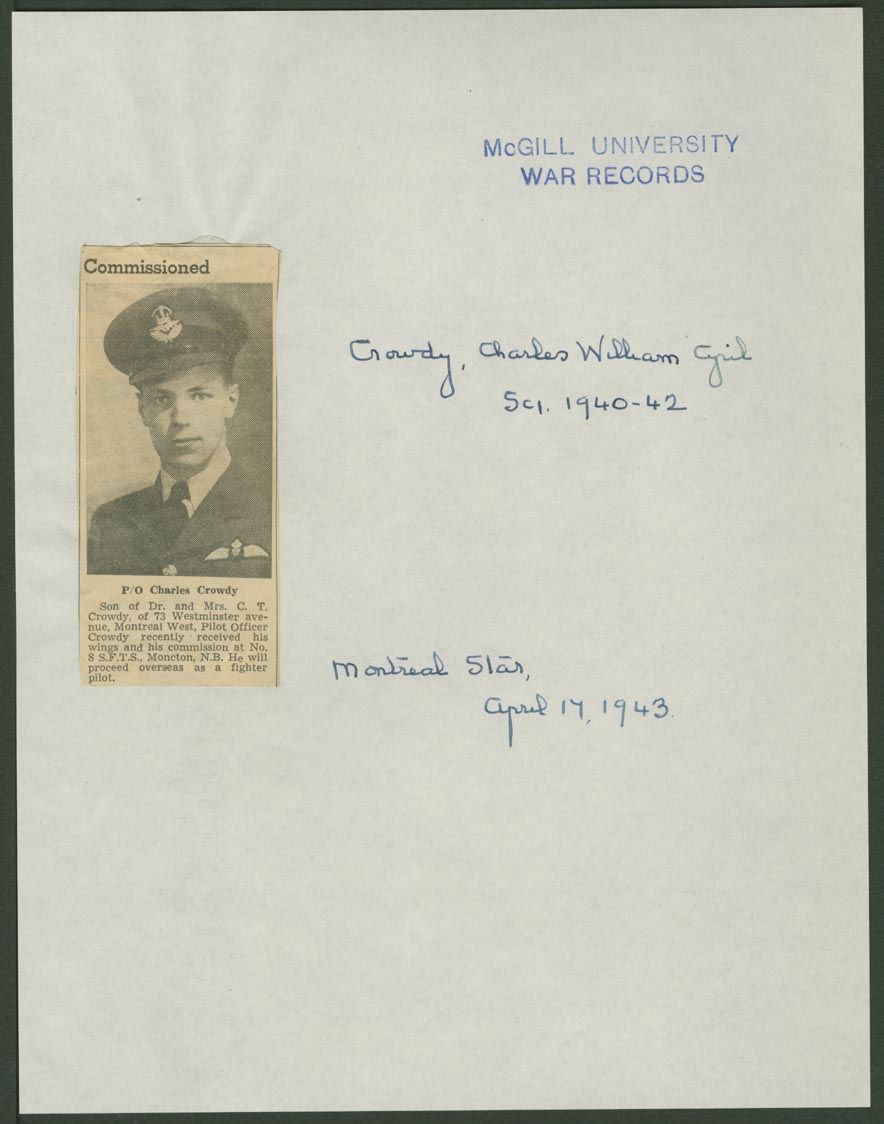 McGILL UNIVERSITY
WAR RECORDS
Commissioned
Crowdy, Charles William Cyril
Sci. 1940-42
P/O Charles Crowdy
Son of Dr. and Mrs. C. T.
Crowdy, of 73 Westminster ave-
nue, Montreal West, Pilot Officer
Crowdy recently received his
wings and his commission at No.
8 S.F.T.S., Moncton, N.B. He will
proceed overseas as a fighter
pilot.
Montreal Star,
April 17, 1943.